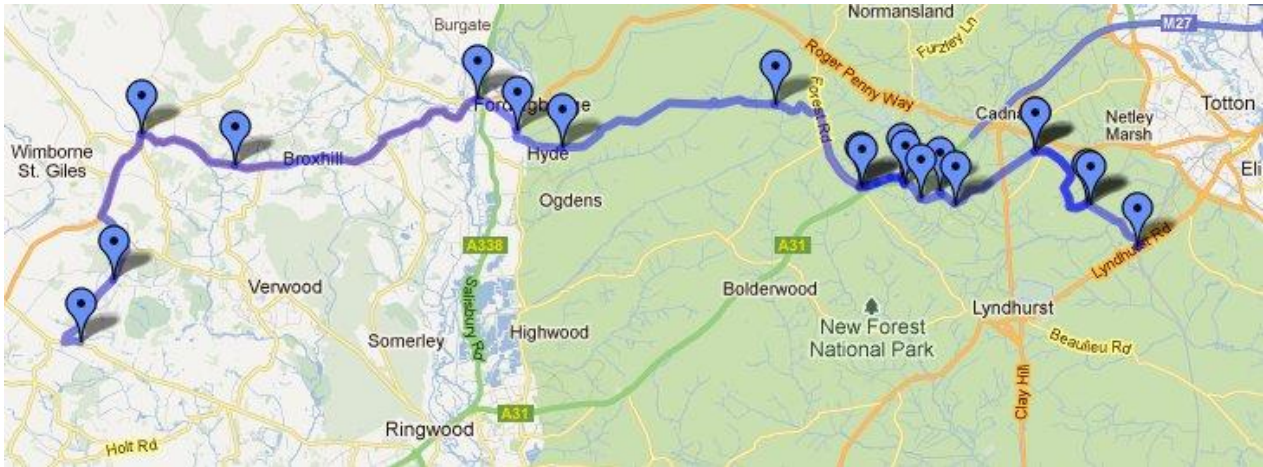 Burgate
Normansland
Furzley Ln
M27
Roger Penny Way
Forest Rd
Totton
Cadna
Netley
Marsh
Eli
Wimborne
St. Giles
Broxhill
Hyde
Ogdens
A338
A31
Lyndhurst Rd
Verwood
Bolderwood
Salisbury Rd
Lyndhurst
Somerley
Highwood
New Forest
National Park
Beaulieu Rd
Clay Hill
A31
Ringwood
Holt Rd